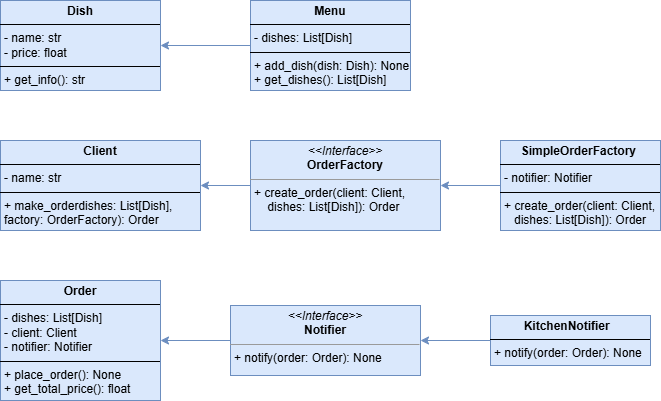 Dish
- name: str
- price: float
+ get_info(): str
Menu
- dishes: List[Dish]
+ add_dish(dish: Dish): None
+ get_dishes(): List[Dish]
Client
- name: str
+ make_orderdishes: List[Dish],
factory: OrderFactory): Order
<<Interface>>
OrderFactory
+ create_order(client: Client,
dishes: List[Dish]): Order
SimpleOrderFactory
- notifier: Notifier
+ create_order(client: Client,
dishes: List[Dish]): Order
Order
- dishes: List[Dish]
- client: Client
- notifier: Notifier
+ place_order(): None
+ get_total_price(): float
<<Interface>>
Notifier
+ notify(order: Order): None
KitchenNotifier
+ notify(order: Order): None